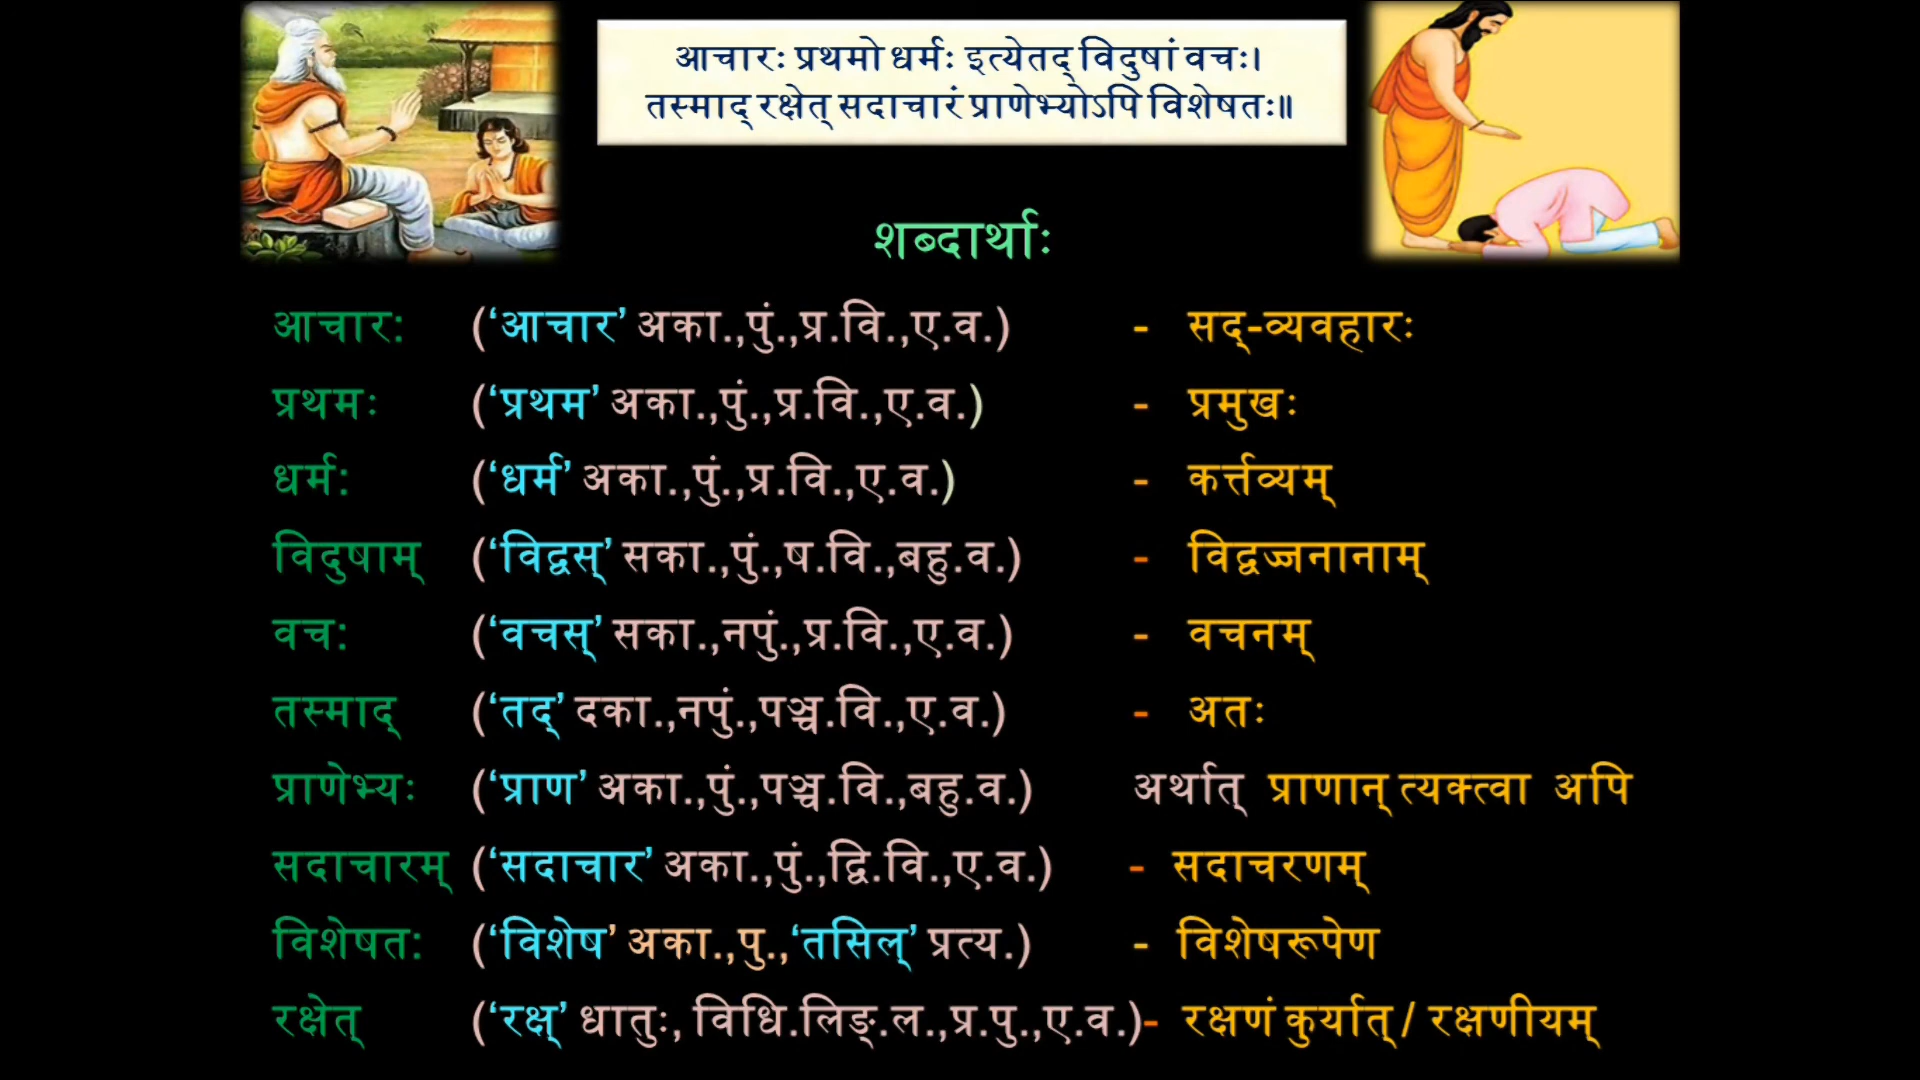 आचारः प्रथमो धर्मः इत्येतद् विदुषां वचः।
तस्माद् रक्षेत् सदाचारं प्राणेभ्योऽपि विशेषतः॥
शब्दार्थाः
आचारः (‘आचार’ अका.,पुं.,प्र.वि.,ए.व.) - सद्-व्यवहारः
प्रथमः (‘प्रथम’ अका.,पुं.,प्र.वि.,ए.व.) - प्रमुखः
धर्मः (‘धर्म’ अका.,पुं.,प्र.वि.,ए.व.) - कर्त्तव्यम्
विदुषाम् (‘विद्वस्’ सका.,पुं.,ष.वि.,बहु.व.) - विद्वज्जनानाम्
वचः (‘वचस्’ सका.,नपुं.,प्र.वि.,ए.व.) - वचनम्
तस्माद् (‘तद्’ दका.,नपुं.,पञ्च.वि.,ए.व.) - अतः
प्राणेभ्यः (‘प्राण’ अका.,पुं.,पञ्च.वि.,बहु.व.) अर्थात् प्राणान् त्यक्त्वा अपि
सदाचारम् (‘सदाचार’ अका.,पुं.,द्वि.वि.,ए.व.) - सदाचरणम्
विशेषतः (‘विशेष’ अका.,पु.,‘तसिल्’ प्रत्य.) - विशेषरूपेण
रक्षेत् (‘रक्ष्’ धातुः, विधि.लिङ्.ल.,प्र.पु.,ए.व.)- रक्षणं कुर्यात् / रक्षणीयम्